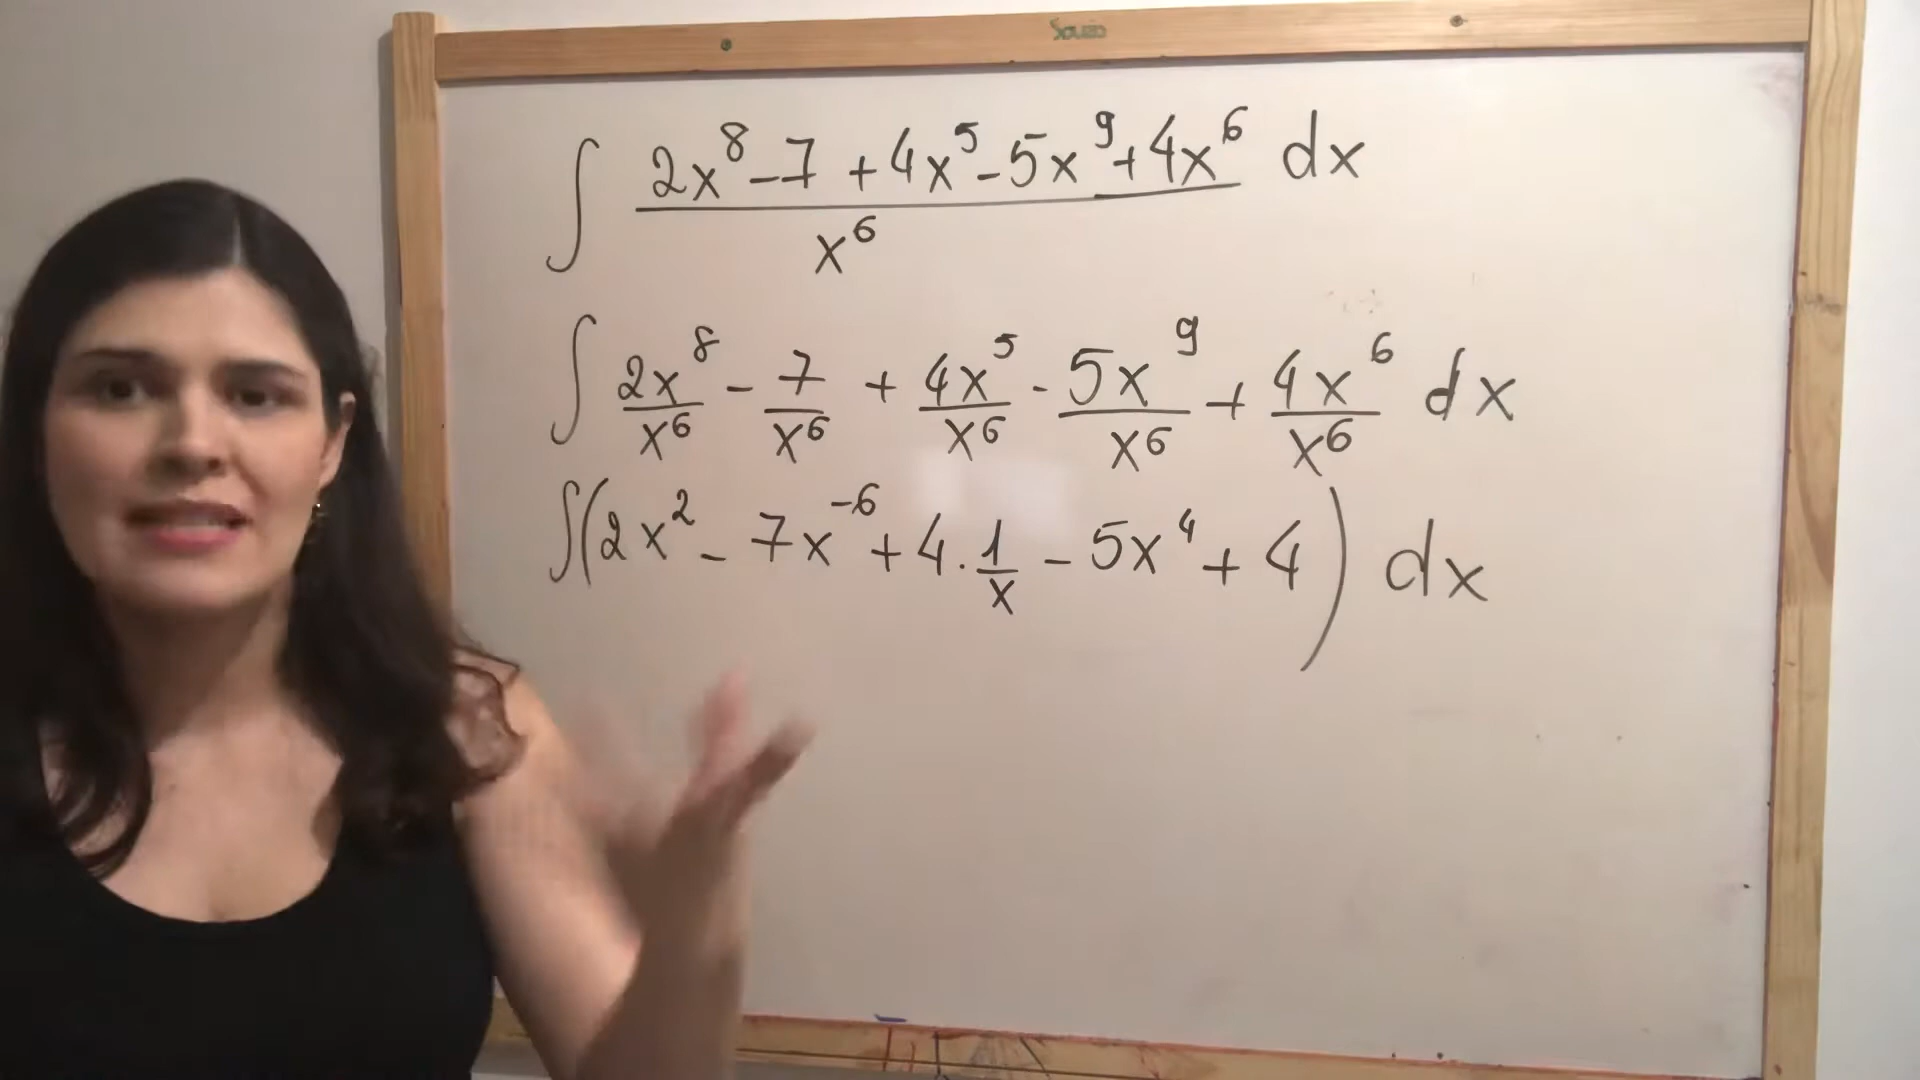 Souza
∫ (2x⁸ - 7 + 4x⁵ - 5x⁹ + 4x⁶)/x⁶ dx
∫ 2x⁸/x⁶ - 7/x⁶ + 4x⁵/x⁶ - 5x⁹/x⁶ + 4x⁶/x⁶ dx
∫(2x² - 7x⁻⁶ + 4 · 1/x - 5x⁴ + 4) dx